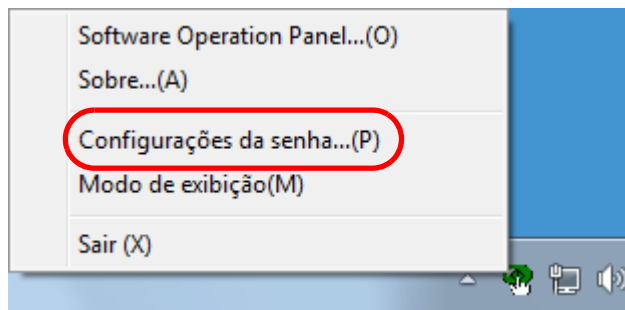 Software Operation Panel...(O)
Sobre...(A)
Configurações da senha...(P)
Modo de exibição(M)
Sair (X)